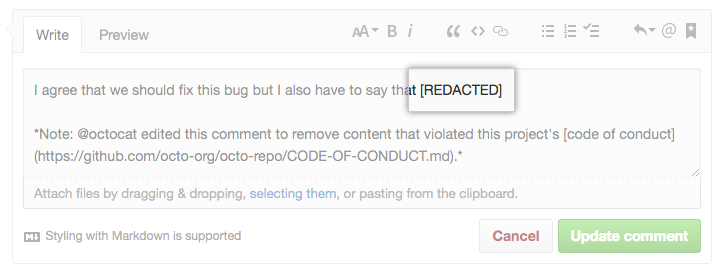 Write Preview AA B i
I agree that we should fix this bug but I also have to say that [REDACTED]
*Note: @octocat edited this comment to remove content that violated this project's [code of conduct]
(https://github.com/octo-org/octo-repo/CODE-OF-CONDUCT.md).*
Attach files by dragging & dropping, selecting them, or pasting from the clipboard.
Styling with Markdown is supported Cancel Update comment